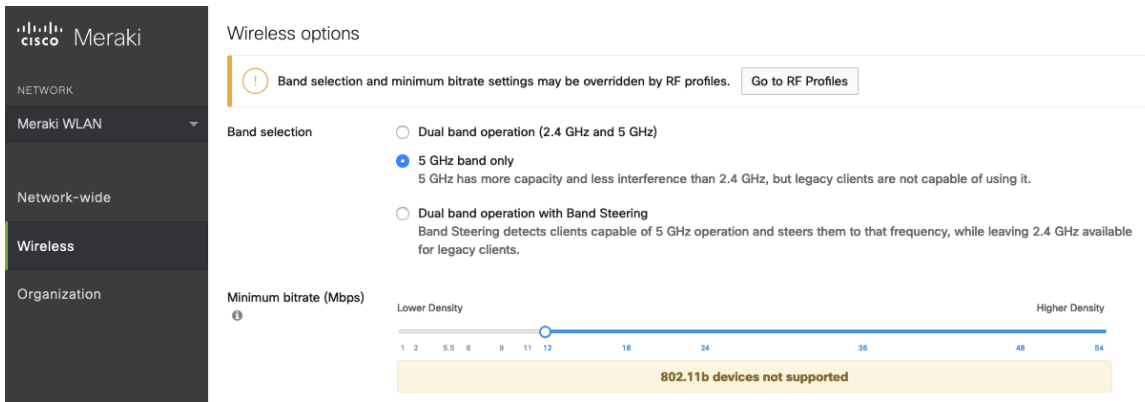 cisco Meraki
NETWORK
Meraki WLAN
Network-wide
Wireless
Organization
Wireless options
! Band selection and minimum bitrate settings may be overridden by RF profiles. Go to RF Profiles
Band selection
Dual band operation (2.4 GHz and 5 GHz)
5 GHz band only
5 GHz has more capacity and less interference than 2.4 GHz, but legacy clients are not capable of using it.
Dual band operation with Band Steering
Band Steering detects clients capable of 5 GHz operation and steers them to that frequency, while leaving 2.4 GHz available
for legacy clients.
Minimum bitrate (Mbps)
Lower Density Higher Density
1 2 5.5 6 9 11 12 18 24 36 48 54
802.11b devices not supported